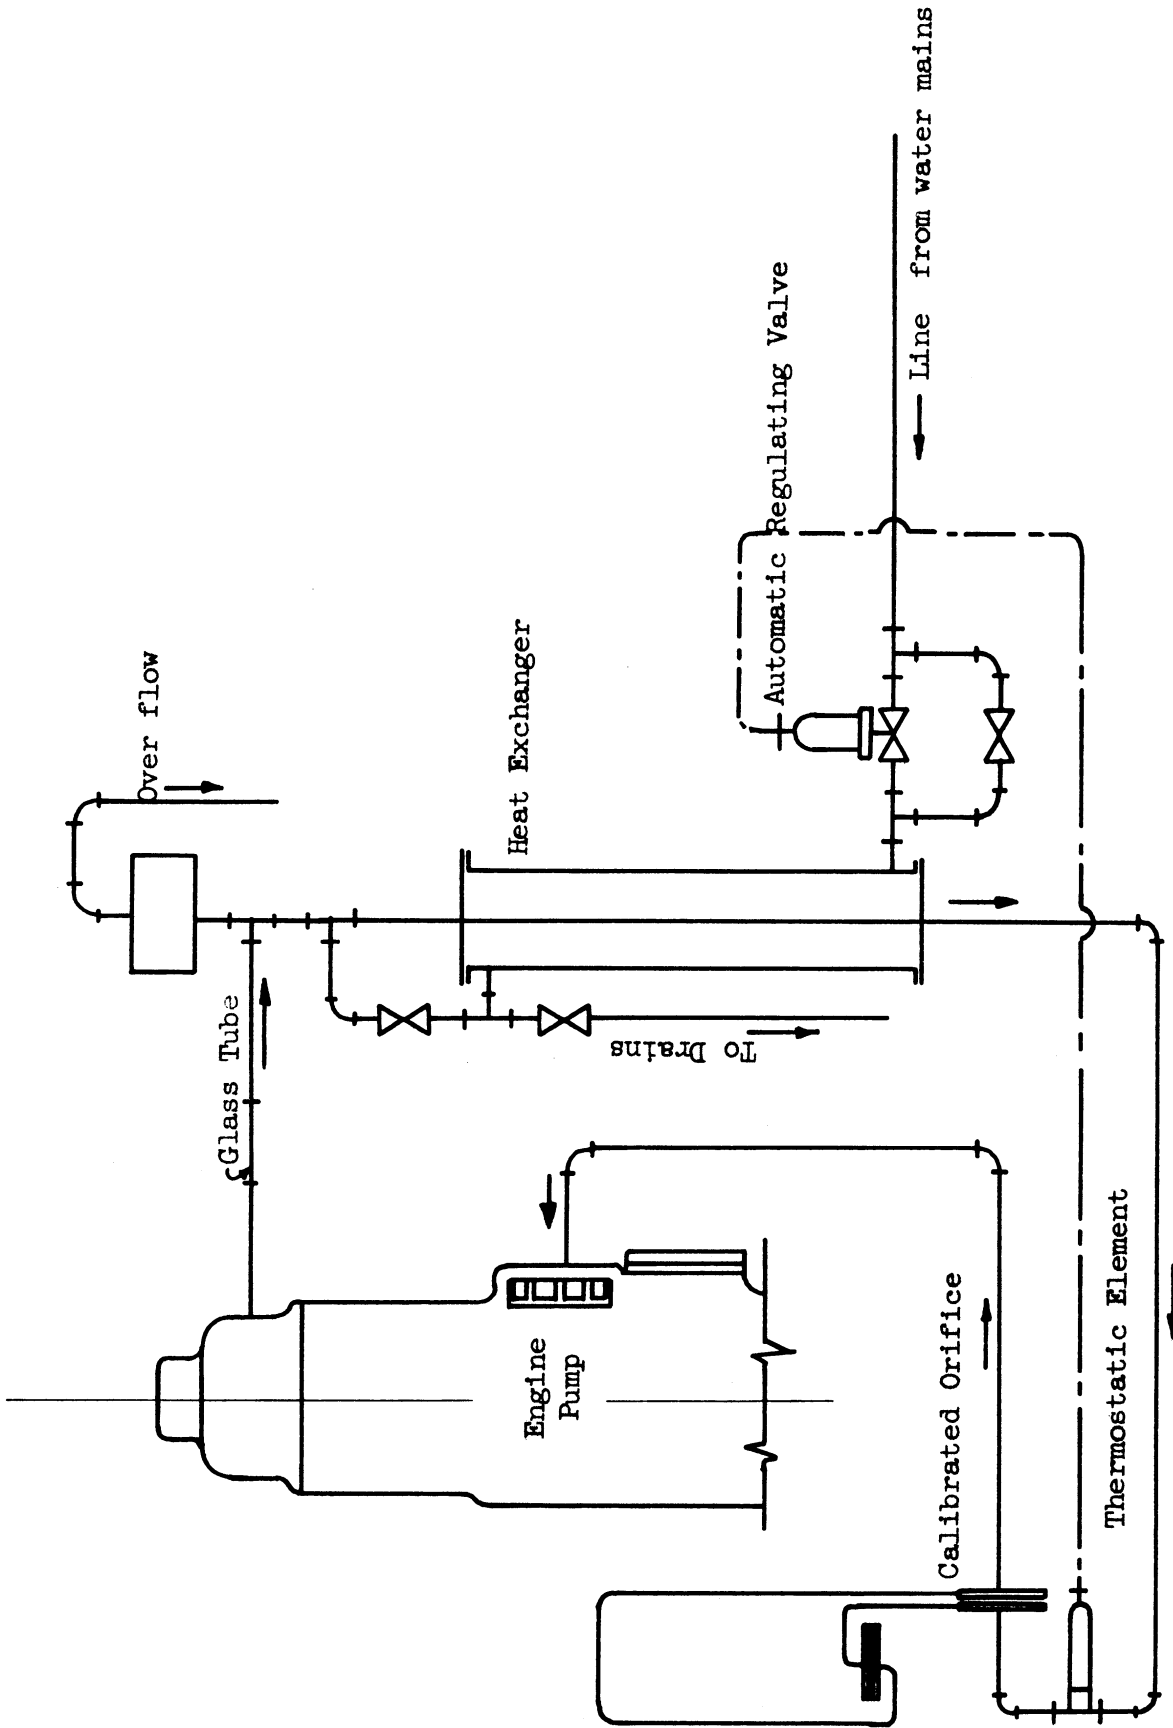 Over flow
Glass Tube
Heat Exchanger
To Drains
Automatic Regulating Valve
Line from water mains
Engine
Pump
Calibrated Orifice
Thermostatic Element